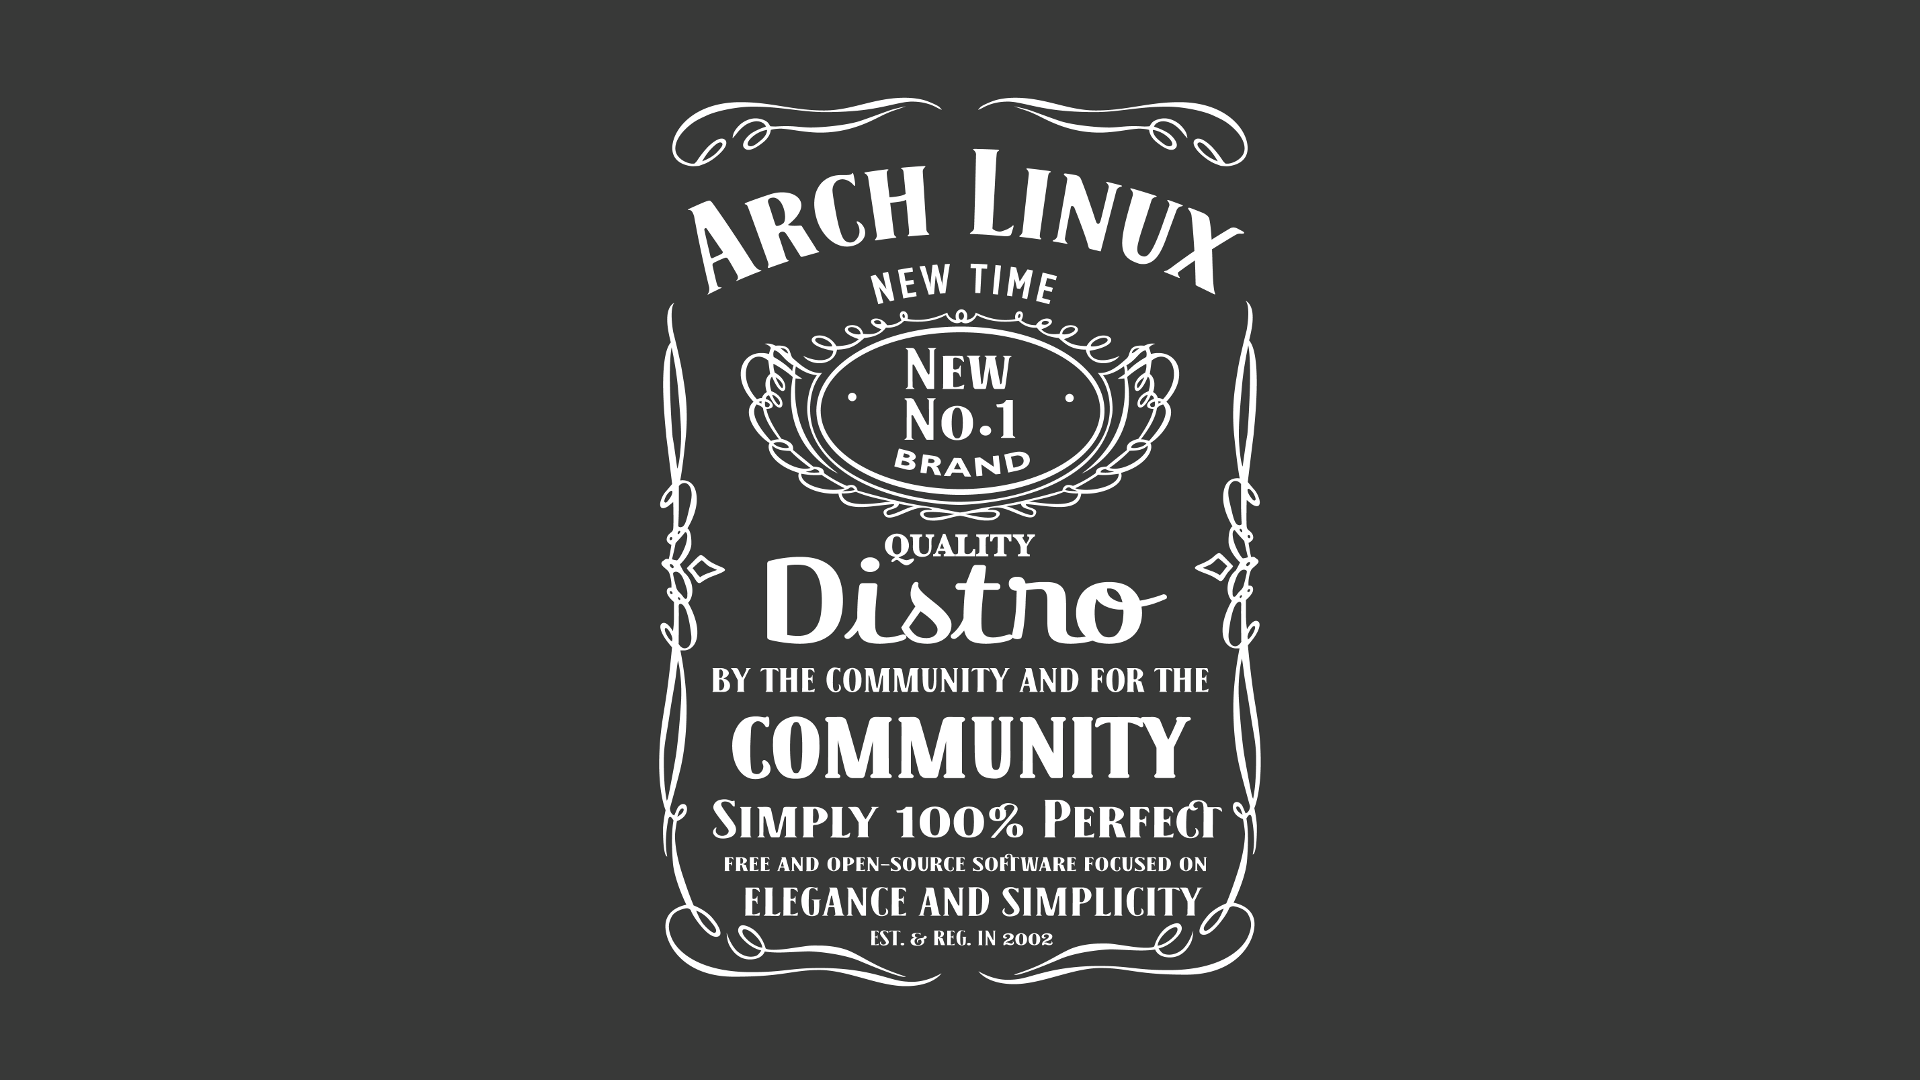 ARCH LINUX
NEW TIME
NEW
NO.1
BRAND
QUALITY
Distro
BY THE COMMUNITY AND FOR THE
COMMUNITY
SIMPLY 100% PERFECT
FREE AND OPEN-SOURCE SOFTWARE FOCUSED ON
ELEGANCE AND SIMPLICITY
EST. & REG. IN 2002